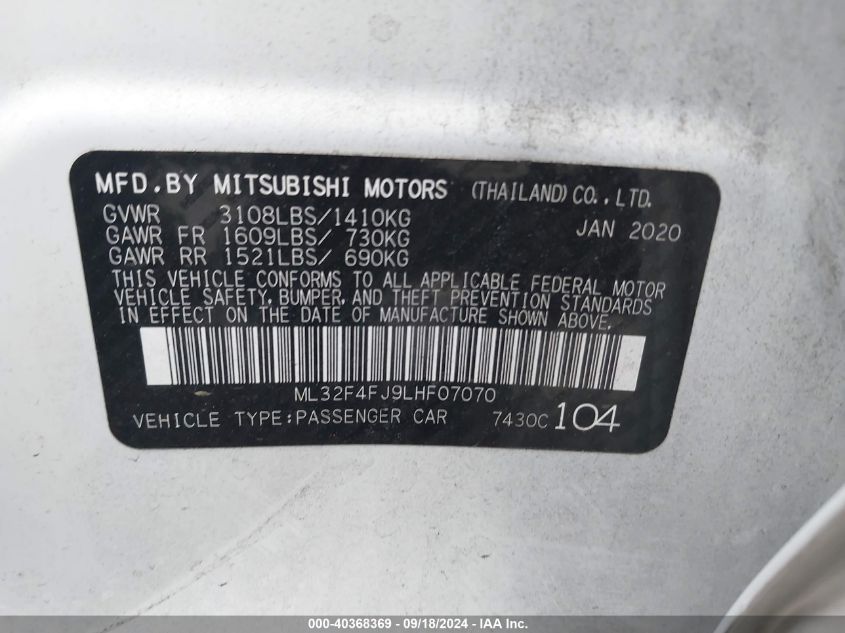 MFD.BY MITSUBISHI MOTORS (THAILAND) CO.,LTD.
GVWR 3108LBS/1410KG JAN 2020
GAWR FR 1609LBS/ 730KG
GAWR RR 1521LBS/ 690KG
THIS VEHICLE CONFORMS TO ALL APPLICABLE FEDERAL MOTOR
VEHICLE SAFETY, BUMPER, AND THEFT PREVENTION STANDARDS
IN EFFECT ON THE DATE OF MANUFACTURE SHOWN ABOVE.
ML32F4FJ9LHF07070
VEHICLE TYPE:PASSENGER CAR 7430C 104
000-40368369 - 09/18/2024 - IAA Inc.